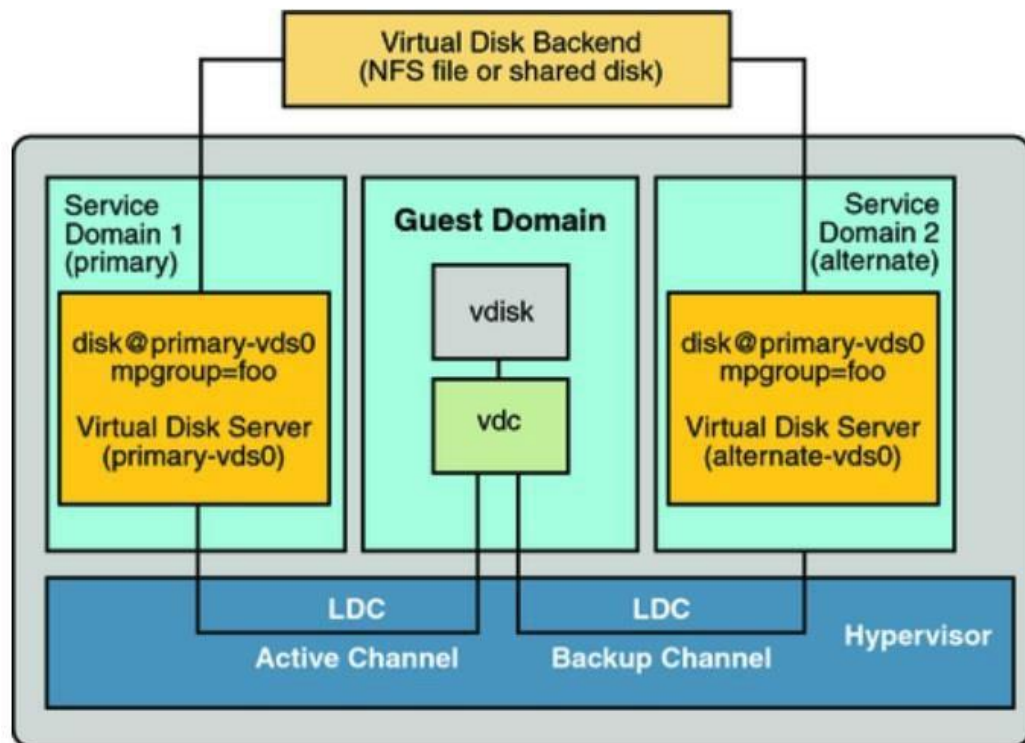 Virtual Disk Backend
(NFS file or shared disk)
Service
Domain 1
(primary)
disk@primary-vds0
mpgroup=foo
Virtual Disk Server
(primary-vds0)
Guest Domain
vdisk
vdc
Service
Domain 2
(alternate)
disk@primary-vds0
mpgroup=foo
Virtual Disk Server
(alternate-vds0)
LDC
Active Channel
LDC
Backup Channel
Hypervisor